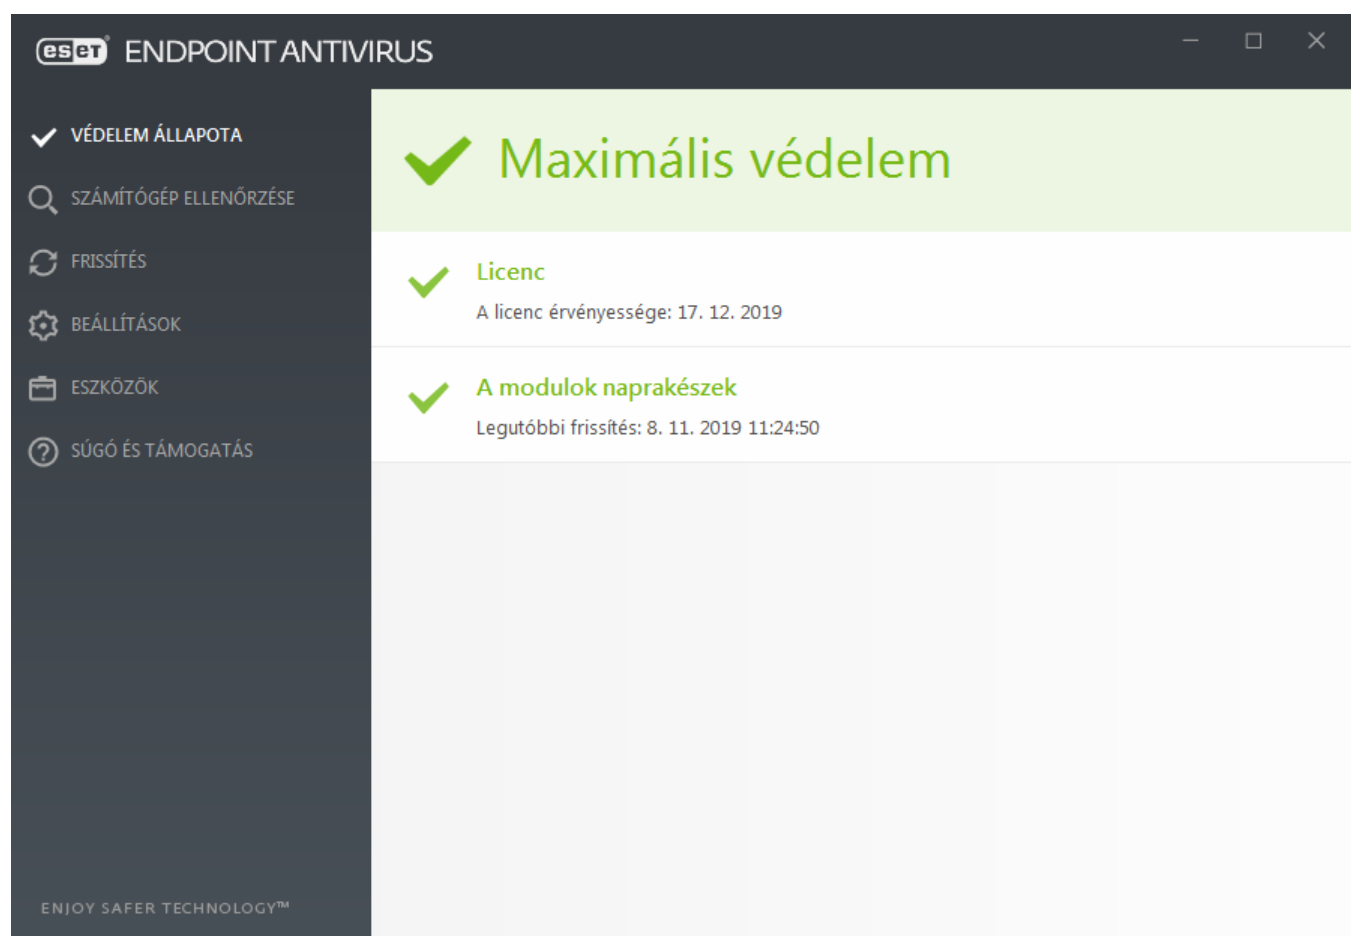 eseT ENDPOINT ANTIVIRUS
VÉDELEM ÁLLAPOTA
SZÁMÍTÓGÉP ELLENŐRZÉSE
FRISSÍTÉS
BEÁLLÍTÁSOK
ESZKÖZÖK
SÚGÓ ÉS TÁMOGATÁS
ENJOY SAFER TECHNOLOGY™
Maximális védelem
Licenc
A licenc érvényessége: 17. 12. 2019
A modulok naprakészek
Legutóbbi frissítés: 8. 11. 2019 11:24:50